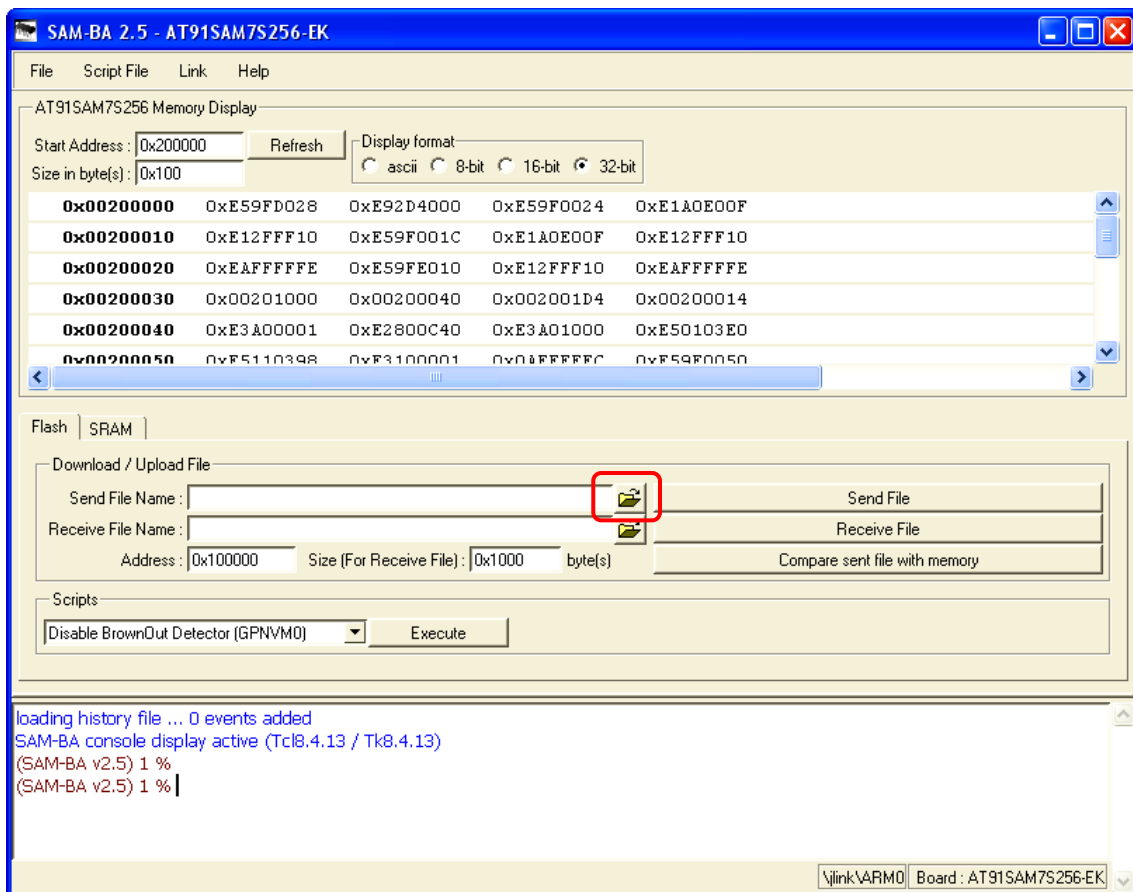 SAM-BA 2.5 - AT91SAM7S256-EK
File Script File Link Help
AT91SAM7S256 Memory Display
Start Address : 0x200000 Refresh Display format
Size in byte(s) : 0x100 ascii 8-bit 16-bit 32-bit
0x00200000 0xE59FD028 0xE92D4000 0xE59F0024 0xE1A0E00F
0x00200010 0xE12FFF10 0xE59F001C 0xE1A0E00F 0xE12FFF10
0x00200020 0xEAFFFFFE 0xE59FE010 0xE12FFF10 0xEAFFFFFE
0x00200030 0x00201000 0x00200040 0x002001D4 0x00200014
0x00200040 0xE3A00001 0xE2800C40 0xE3A01000 0xE50103E0
0x00200050 0xE5110398 0xE3100001 0x0AFFFFFC 0xE59F0050
Flash SRAM
Download / Upload File
Send File Name : Send File
Receive File Name : Receive File
Address : 0x100000 Size (For Receive File) : 0x1000 byte(s) Compare sent file with memory
Scripts
Disable BrownOut Detector (GPNVM0) Execute
loading history file ... 0 events added
SAM-BA console display active (Tcl8.4.13 / Tk8.4.13)
(SAM-BA v2.5) 1 %
(SAM-BA v2.5) 1 %
\jlink\ARM0 Board : AT91SAM7S256-EK